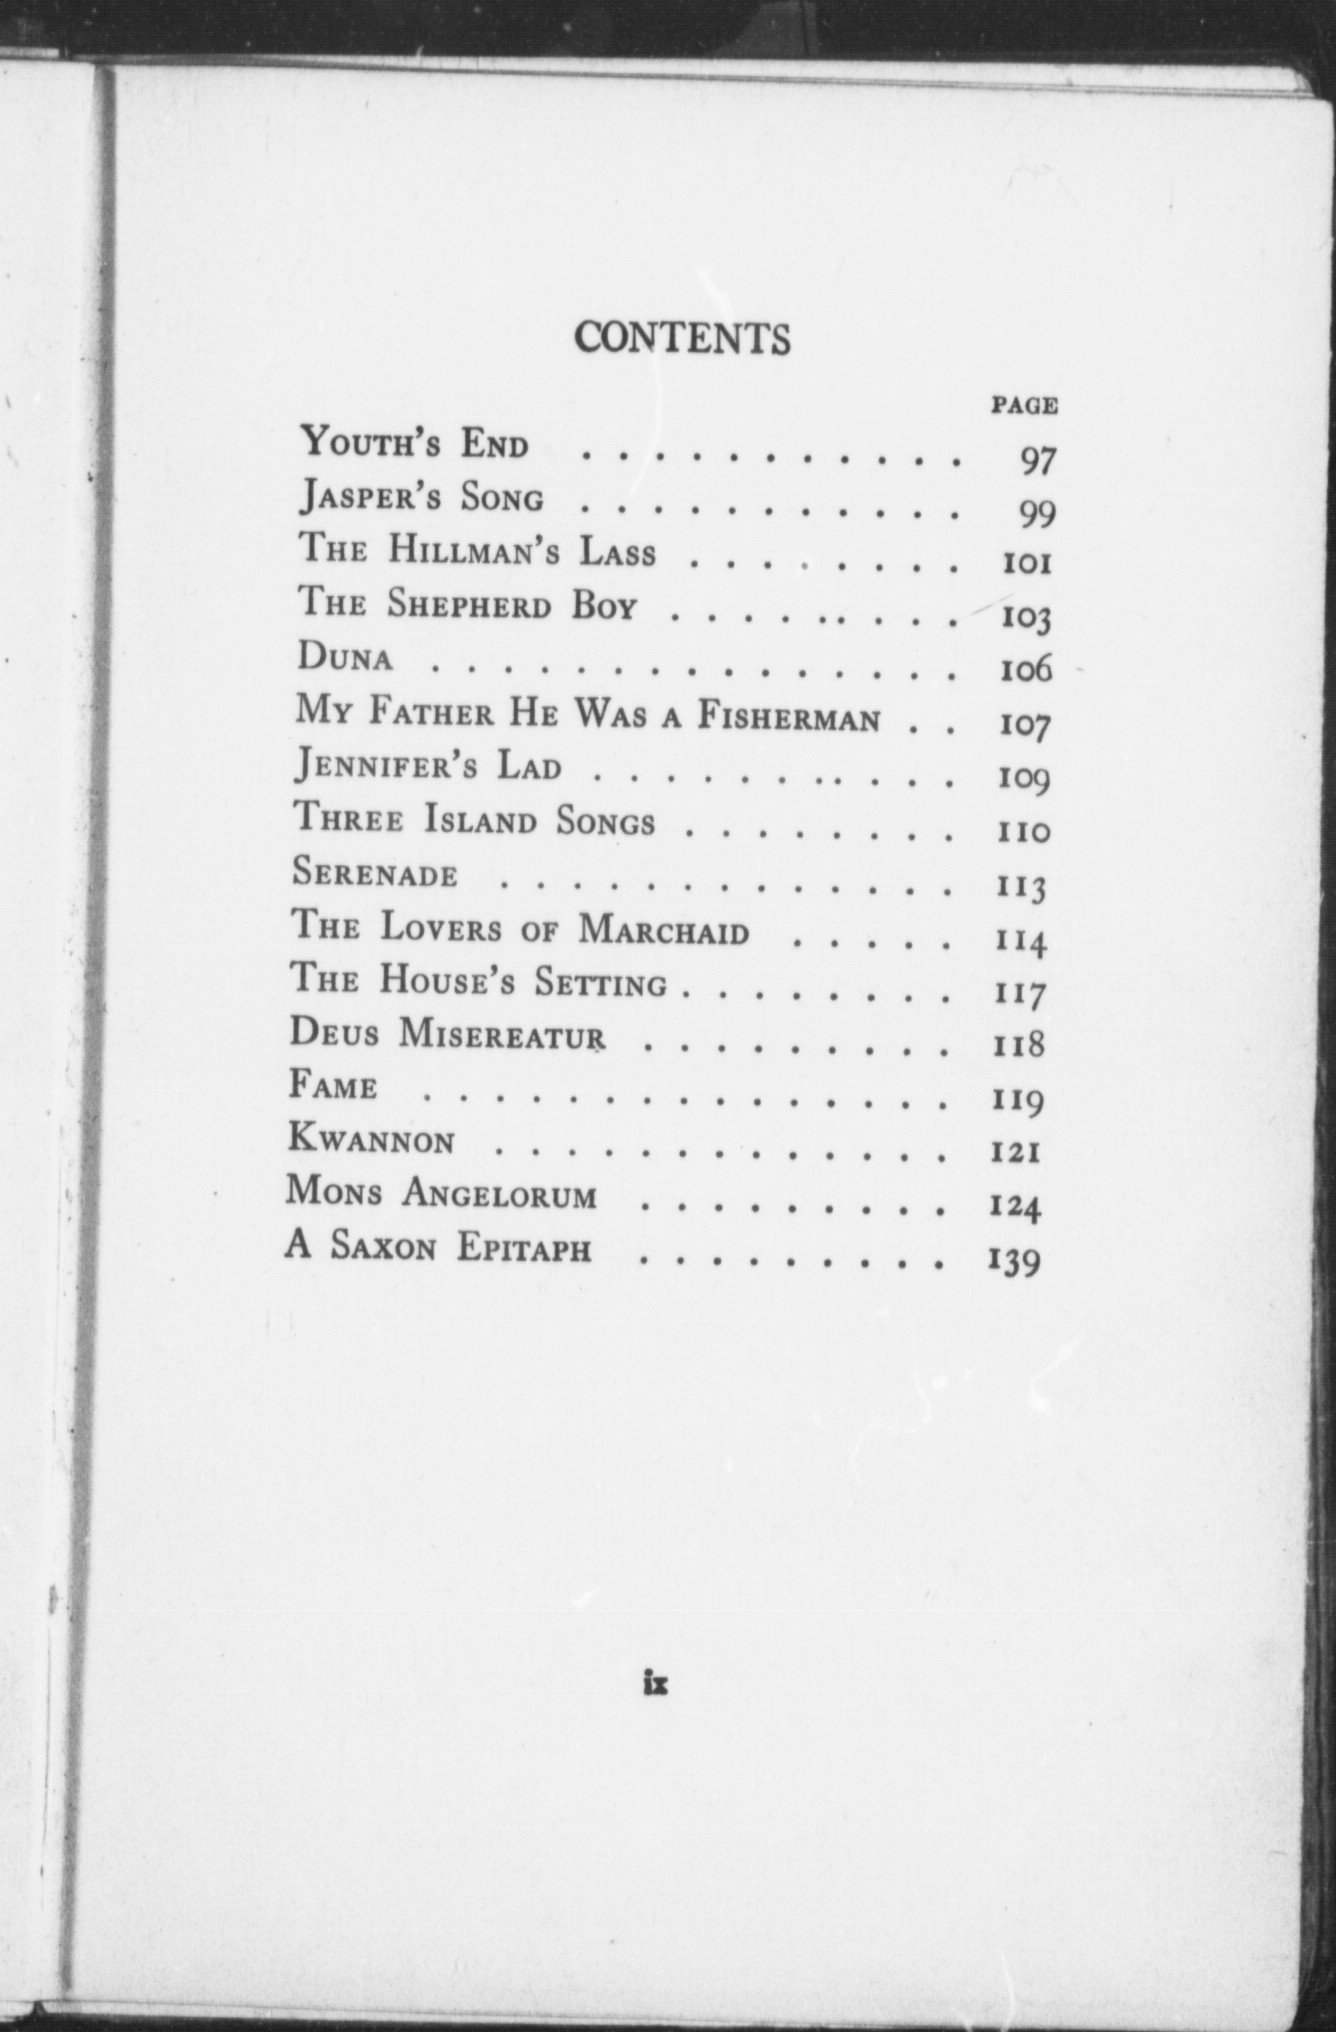 CONTENTS
PAGE
Youth's End . . . . . . . . . . . 97
Jasper's Song . . . . . . . . . . . 99
The Hillman's Lass . . . . . . . . 101
The Shepherd Boy . . . . . . . . . 103
Duna . . . . . . . . . . . . . . . 106
My Father He Was a Fisherman . . 107
Jennifer's Lad . . . . . . . . . . . 109
Three Island Songs . . . . . . . . 110
Serenade . . . . . . . . . . . . . 113
The Lovers of Marchaid . . . . . 114
The House's Setting . . . . . . . . 117
Deus Misereatur . . . . . . . . . 118
Fame . . . . . . . . . . . . . . . 119
Kwannon . . . . . . . . . . . . . 121
Mons Angelorum . . . . . . . . . 124
A Saxon Epitaph . . . . . . . . . 139
ix